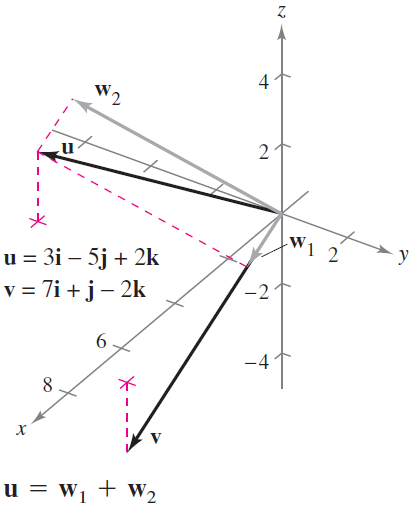 z
4
w₂
2
u
w₁
2
y
u = 3i – 5j + 2k
v = 7i + j – 2k
–2
6
–4
8
x
v
u = w₁ + w₂